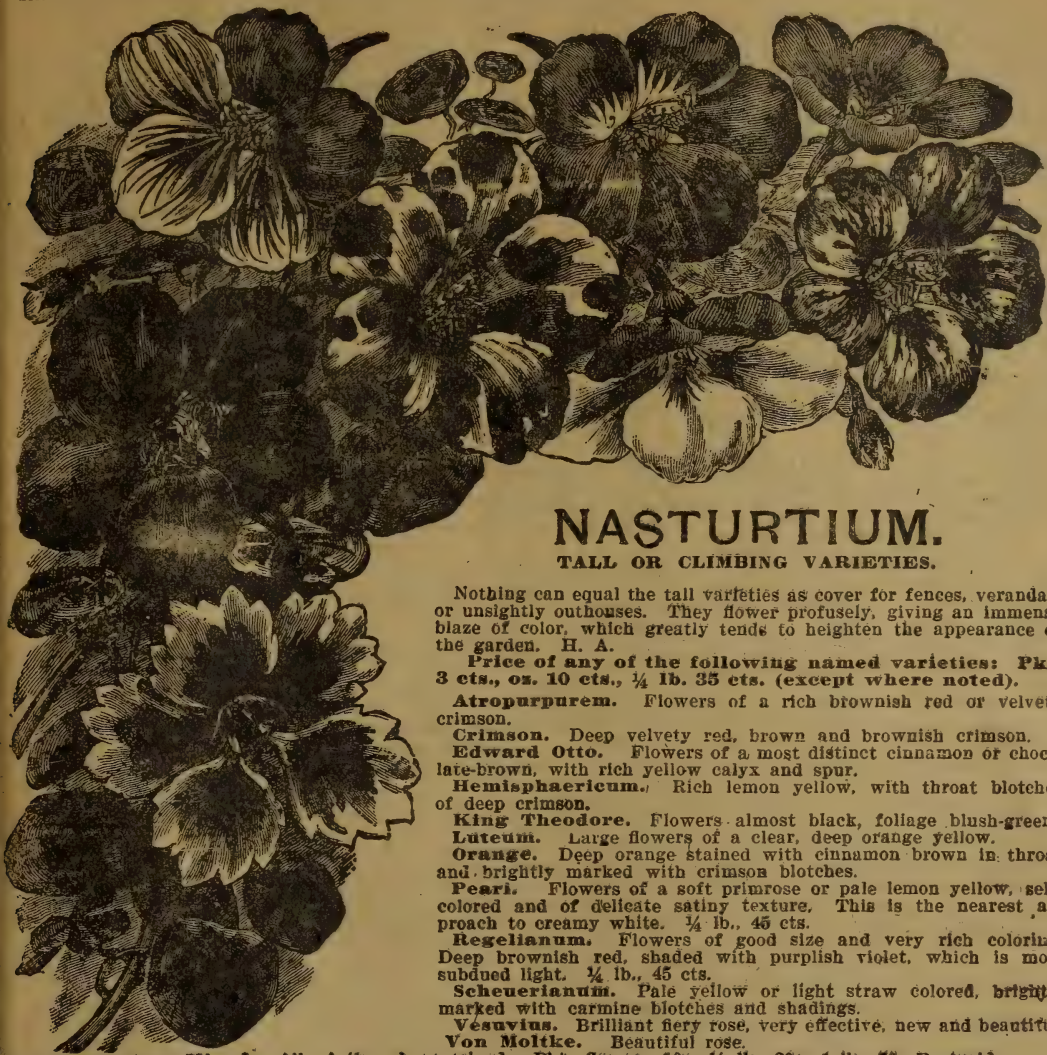 NASTURTIUM.
TALL OR CLIMBING VARIETIES.
Nothing can equal the tall varieties as cover for fences, veranda
or unsightly outhouses. They flower profusely, giving an immens
blaze of color, which greatly tends to heighten the appearance
the garden. H. A.
Price of any of the following named varieties: Pk
3 cts., oz. 10 cts., ¼ lb. 35 cts. (except where noted).
Atropurpurem. Flowers of a rich brownish red or velvet
crimson.
Crimson. Deep velvety red, brown and brownish crimson.
Edward Otto. Flowers of a most distinct cinnamon or choc
late-brown, with rich yellow calyx and spur.
Hemisphaericum. Rich lemon yellow, with throat blotche
of deep crimson.
King Theodore. Flowers almost black, foliage blush-green
Luteum. Large flowers of a clear, deep orange yellow.
Orange. Deep orange stained with cinnamon brown in throa
and brightly marked with crimson blotches.
Pearl. Flowers of a soft primrose or pale lemon yellow, sel
colored and of delicate satiny texture. This is the nearest a
proach to creamy white. ¼ lb., 45 cts.
Regelianum. Flowers of good size and very rich colorin
Deep brownish red, shaded with purplish violet, which is mo
subdued light. ¼ lb., 45 cts.
Scheuerianum. Pale yellow or light straw colored, bright
marked with carmine blotches and shadings.
Vesuvius. Brilliant fiery rose, very effective, new and beautifu
Von Moltke. Beautiful rose.